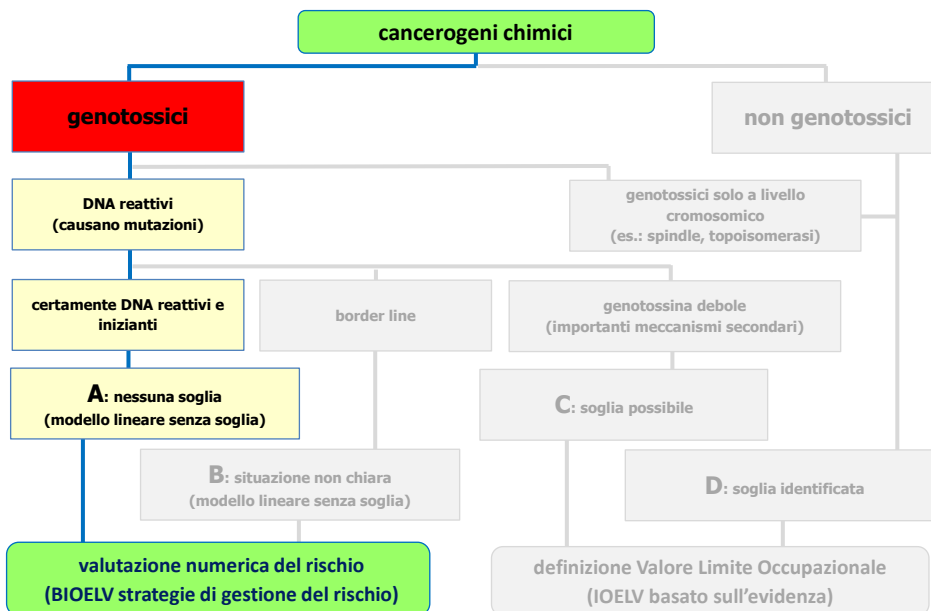 cancerogeni chimici
genotossici
non genotossici
DNA reattivi
(causano mutazioni)
genotossici solo a livello
cromosomico
(es.: spindle, topoisomerasi)
certamente DNA reattivi e
inizianti
border line
genotossina debole
(importanti meccanismi secondari)
A: nessuna soglia
(modello lineare senza soglia)
C: soglia possibile
B: situazione non chiara
(modello lineare senza soglia)
D: soglia identificata
valutazione numerica del rischio
(BIOELV strategie di gestione del rischio)
definizione Valore Limite Occupazionale
(IOELV basato sull'evidenza)